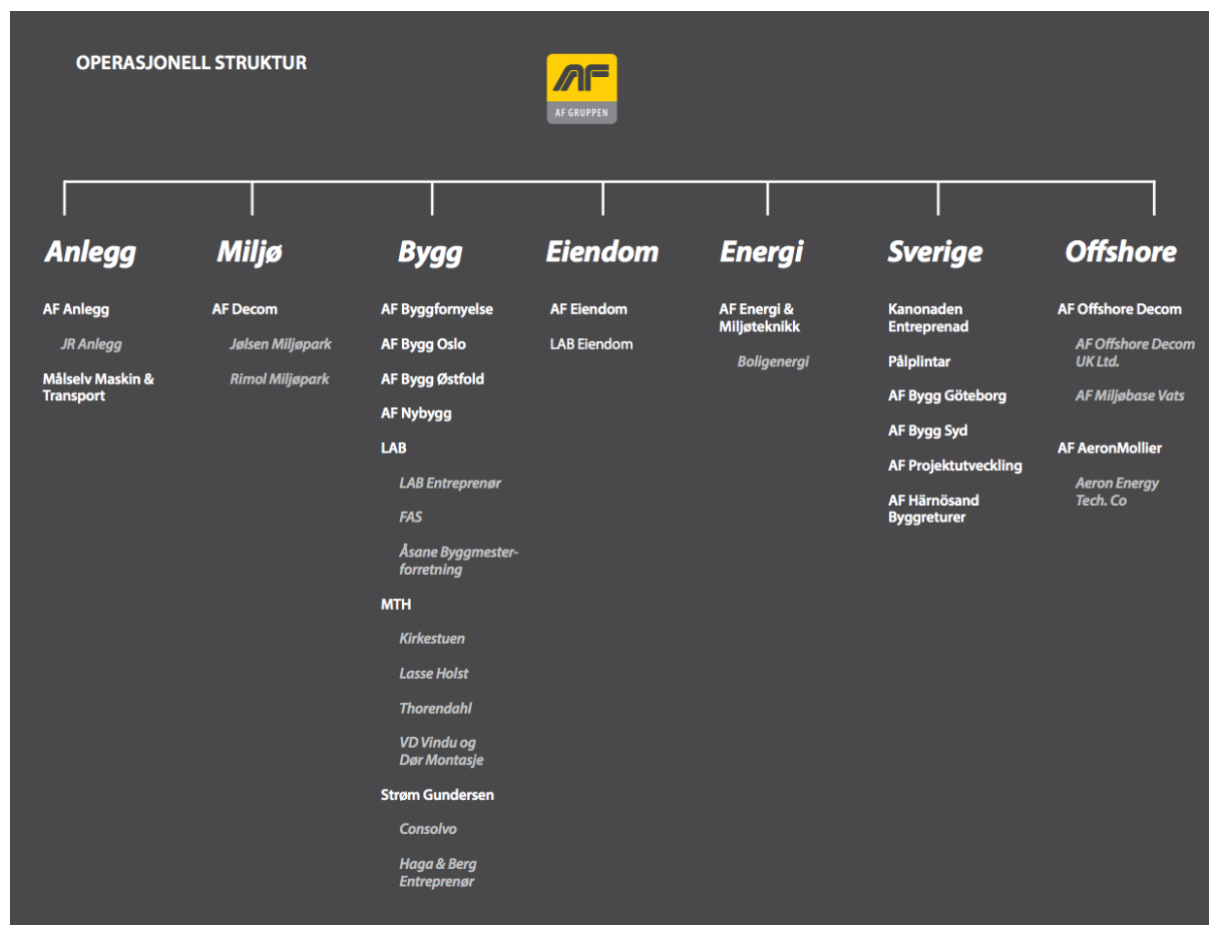 OPERASJONELL STRUKTUR
AF
AF GRUPPEN
Anlegg
AF Anlegg
JR Anlegg
Målselv Maskin &
Transport
Miljø
AF Decom
Jølsen Miljøpark
Rimol Miljøpark
Bygg
AF Byggfornyelse
AF Bygg Oslo
AF Bygg Østfold
AF Nybygg
LAB
LAB Entreprenør
FAS
Åsane Byggmester-
forretning
MTH
Kirkestuen
Lasse Holst
Thorendahl
VD Vindu og
Dør Montasje
Strøm Gundersen
Consolvo
Haga & Berg
Entreprenør
Eiendom
AF Eiendom
LAB Eiendom
Energi
AF Energi &
Miljøteknikk
Boligenergi
Sverige
Kanonaden
Entreprenad
Pålplintar
AF Bygg Göteborg
AF Bygg Syd
AF Projektutveckling
AF Härnösand
Byggreturer
Offshore
AF Offshore Decom
AF Offshore Decom
UK Ltd.
AF Miljøbase Vats
AF AeronMollier
Aeron Energy
Tech. Co